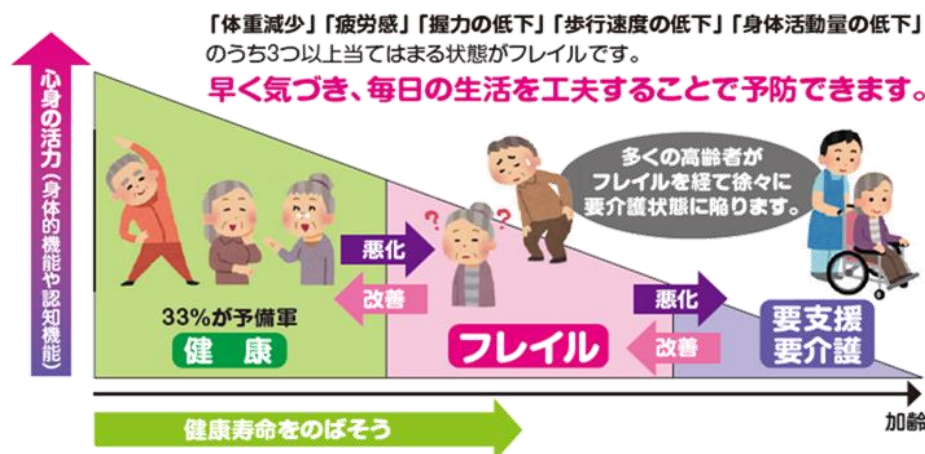 「体重減少」「疲労感」「握力の低下」「歩行速度の低下」「身体活動量の低下」
のうち3つ以上当てはまる状態がフレイルです。
早く気づき、毎日の生活を工夫することで予防できます。
心身の活力（身体的機能や認知機能）
多くの高齢者が
フレイルを経て徐々に
要介護状態に陥ります。
? ?
悪化
改善
33%が予備軍
健康
フレイル
悪化
改善
要支援
要介護
加齢
健康寿命をのばそう